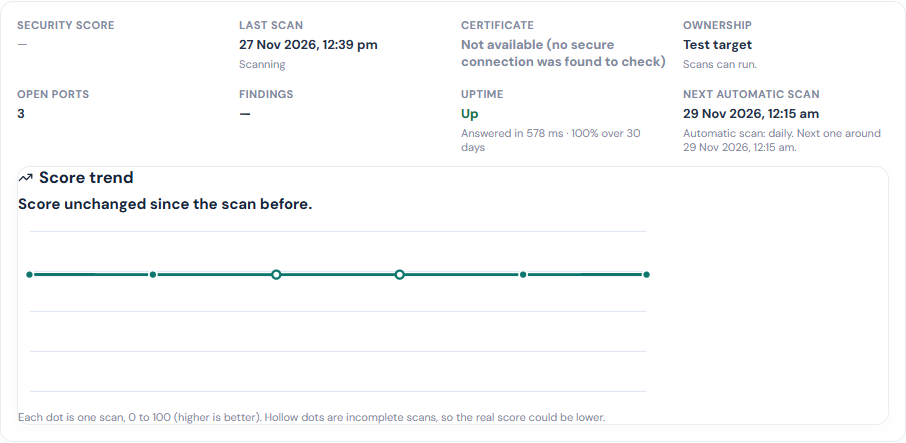 SECURITY SCORE
—
LAST SCAN
27 Nov 2026, 12:39 pm
Scanning
CERTIFICATE
Not available (no secure
connection was found to check)
OWNERSHIP
Test target
Scans can run.
OPEN PORTS
3
FINDINGS
—
UPTIME
Up
Answered in 578 ms · 100% over 30
days
NEXT AUTOMATIC SCAN
29 Nov 2026, 12:15 am
Automatic scan: daily. Next one around
29 Nov 2026, 12:15 am.
Score trend
Score unchanged since the scan before.
Each dot is one scan, 0 to 100 (higher is better). Hollow dots are incomplete scans, so the real score could be lower.